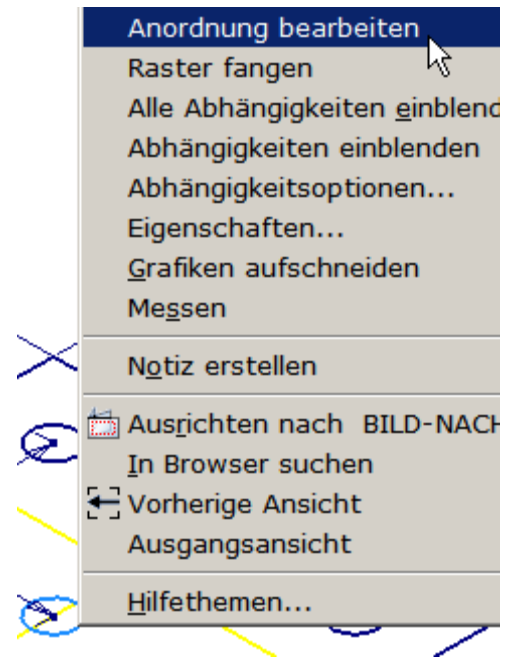 Anordnung bearbeiten
Raster fangen
Alle Abhängigkeiten einblend
Abhängigkeiten einblenden
Abhängigkeitsoptionen...
Eigenschaften...
Grafiken aufschneiden
Messen
Notiz erstellen
Ausrichten nach BILD-NACH
In Browser suchen
Vorherige Ansicht
Ausgangsansicht
Hilfethemen...